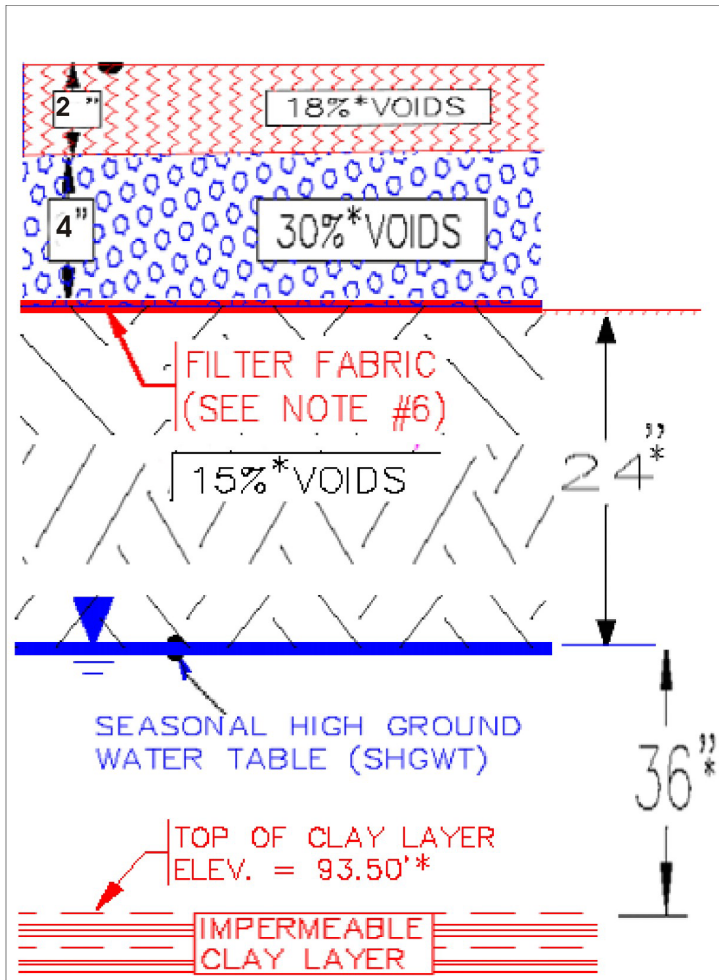 2"
18%*VOIDS
4"
30%*VOIDS
FILTER FABRIC
(SEE NOTE #6)
15%*VOIDS
24"*
SEASONAL HIGH GROUND
WATER TABLE (SHGWT)
36"*
TOP OF CLAY LAYER
ELEV. = 93.50'*
IMPERMEABLE
CLAY LAYER